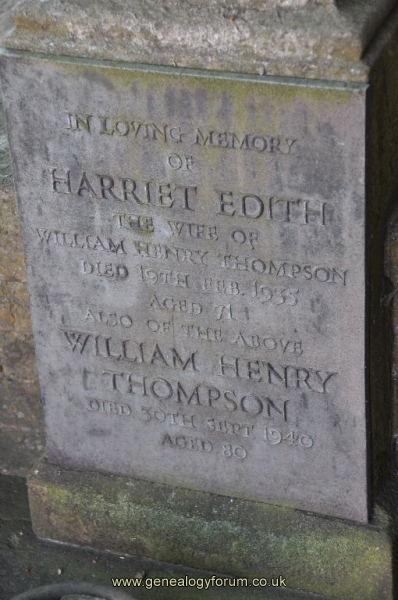 IN LOVING MEMORY
OF
HARRIET EDITH
THE WIFE OF
WILLIAM HENRY THOMPSON
DIED 19TH FEB. 1935
AGED 71
ALSO OF THE ABOVE
WILLIAM HENRY
THOMPSON
DIED 30TH SEPT 1940
AGED 80
www.genealogyforum.co.uk